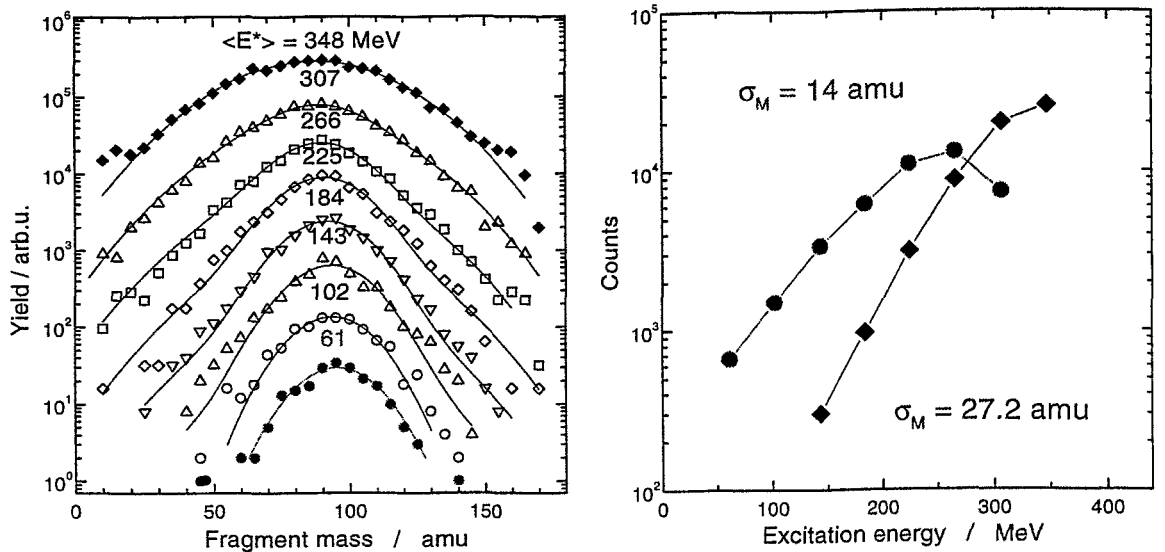 10⁶
10⁵
10⁴
10³
10²
10¹
10⁰
Yield / arb.u.
<E*> = 348 MeV
307
266
225
184
143
102
61
0 50 100 150
Fragment mass / amu
10⁵
10⁴
10³
10²
Counts
σ_M = 14 amu
σ_M = 27.2 amu
0 100 200 300 400
Excitation energy / MeV